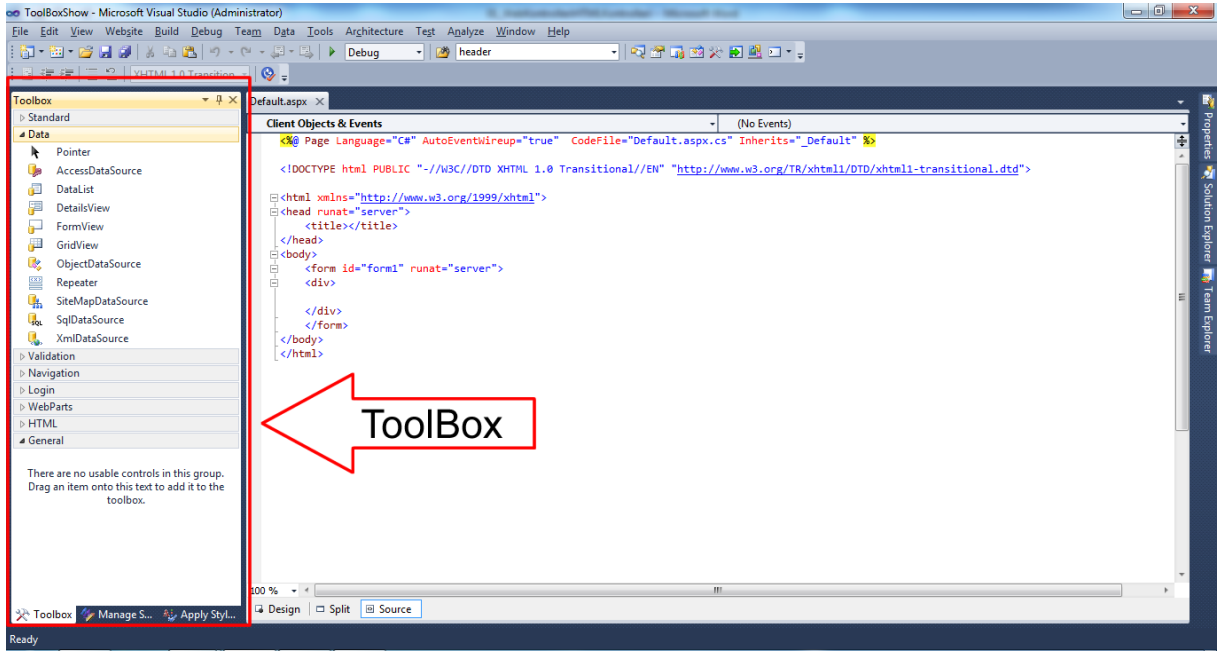 ToolBoxShow - Microsoft Visual Studio (Administrator)
File Edit View Website Build Debug Team Data Tools Architecture Test Analyze Window Help
Debug header
XHTML 1.0 Transition
Toolbox
Default.aspx
Standard
Client Objects & Events (No Events)
Data
Pointer
AccessDataSource
DataList
DetailsView
FormView
GridView
ObjectDataSource
Repeater
SiteMapDataSource
SqlDataSource
XmlDataSource
Validation
Navigation
Login
WebParts
HTML
General
There are no usable controls in this group.
Drag an item onto this text to add it to the
toolbox.
Toolbox Manage S... Apply Styl...
<%@ Page Language="C#" AutoEventWireup="true" CodeFile="Default.aspx.cs" Inherits="_Default" %>
<!DOCTYPE html PUBLIC "-//W3C//DTD XHTML 1.0 Transitional//EN" "http://www.w3.org/TR/xhtml1/DTD/xhtml1-transitional.dtd">
<html xmlns="http://www.w3.org/1999/xhtml">
<head runat="server">
<title></title>
</head>
<body>
<form id="form1" runat="server">
<div>
</div>
</form>
</body>
</html>
ToolBox
100 %
Design Split Source
Properties
Solution Explorer
Team Explorer
Ready